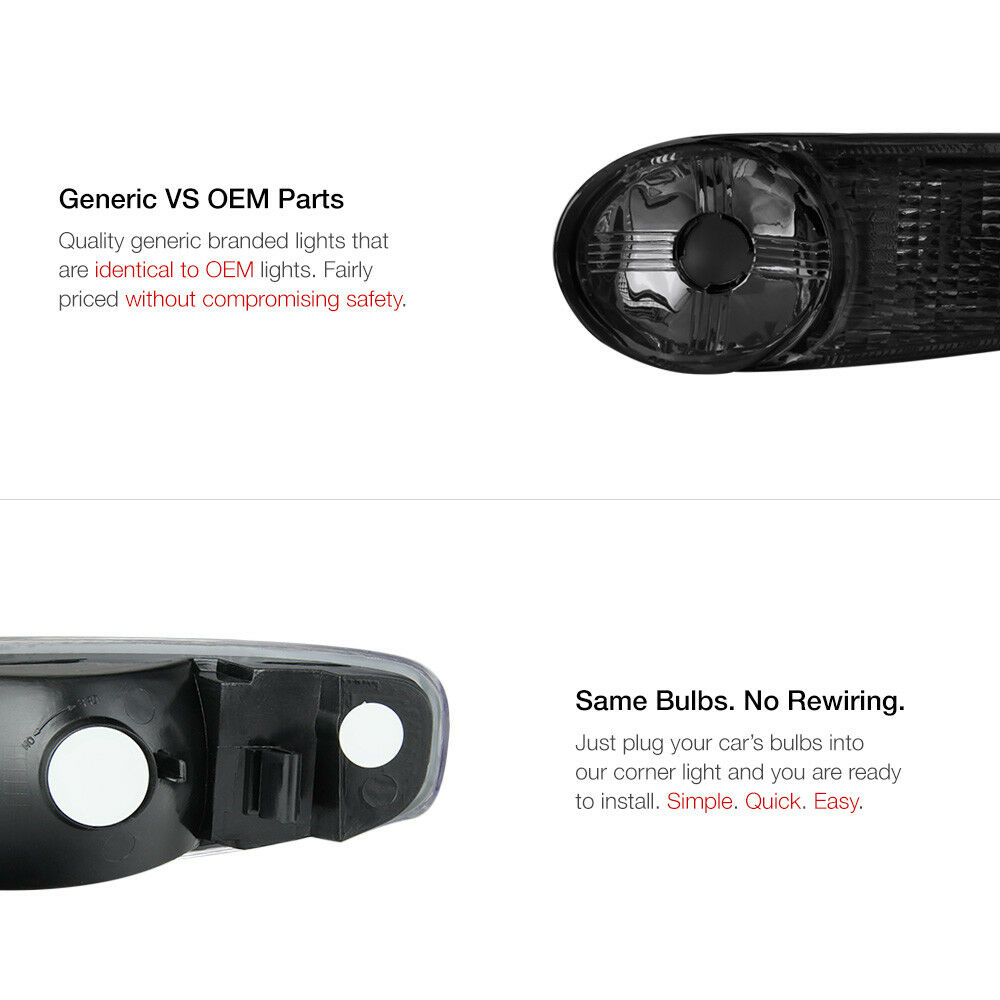 Generic VS OEM Parts
Quality generic branded lights that
are identical to OEM lights. Fairly
priced without compromising safety.
Same Bulbs. No Rewiring.
Just plug your car's bulbs into
our corner light and you are ready
to install. Simple. Quick. Easy.